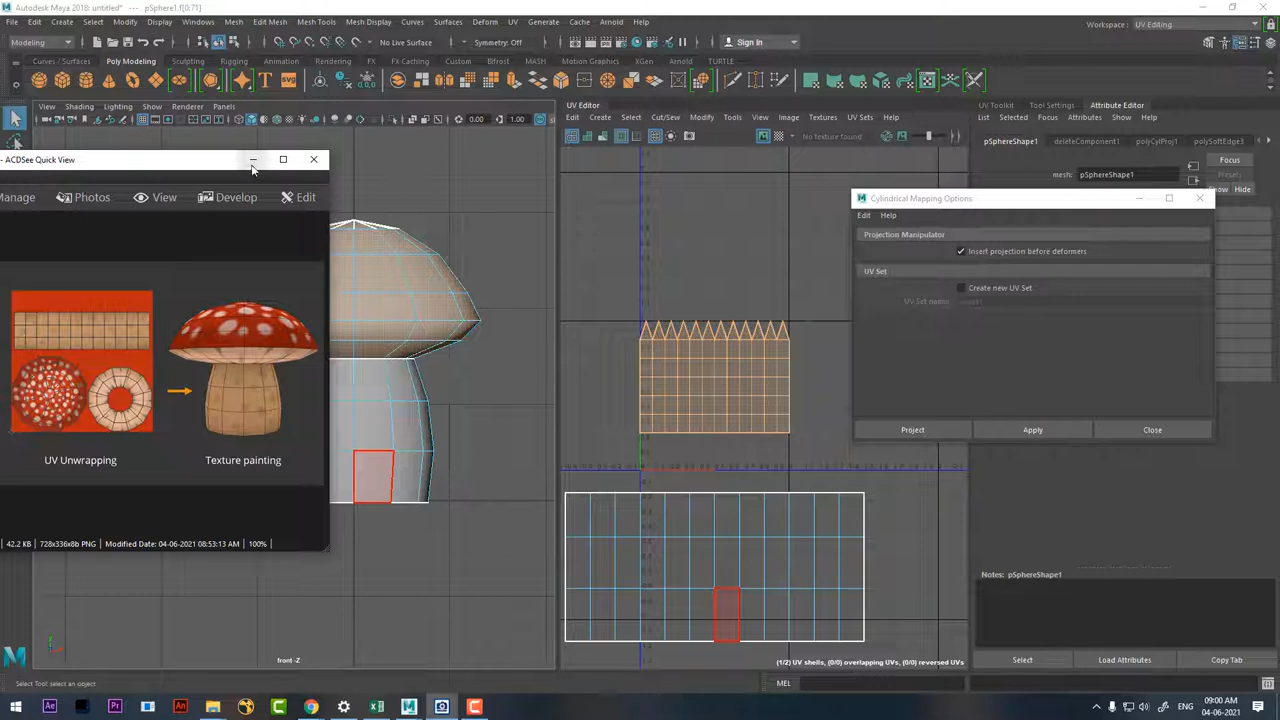 Autodesk Maya 2018: untitled* - pSphere1.f[0:71]
File Edit Create Select Modify Display Windows Mesh Edit Mesh Mesh Tools Mesh Display Curves Surfaces Deform UV Generate Cache Arnold Help
Workspace : UV Editing
Modeling No Live Surface Symmetry: Off Sign In
Curves / Surfaces Poly Modeling Sculpting Rigging Animation Rendering FX FX Caching Custom Bifrost MASH Motion Graphics XGen Arnold TURTLE
View Shading Lighting Show Renderer Panels
0.00 1.00
UV Editor
Create Select Cut/Sew Modify Tools View Image Textures UV Sets Help
No texture found
UV Toolkit Tool Settings Attribute Editor
List Selected Focus Attributes Show Help
pSphereShape1 deleteComponent1 polyCylProj1 polySoftEdge3
mesh: pSphereShape1
Focus
Presets
Show Hide
- ACDSee Quick View
Manage Photos View Develop Edit
UV Unwrapping
Texture painting
42.2 KB 728x336x8b PNG Modified Date: 04-06-2021 08:53:13 AM 100%
Cylindrical Mapping Options
Edit Help
Projection Manipulator
Insert projection before deformers
UV Set
Create new UV Set
UV Set name:
Project Apply Close
front -Z
(1/2) UV shells, (0/0) overlapping UVs, (0/0) reversed UVs
Notes: pSphereShape1
Select Load Attributes Copy Tab
Select Tool: select an object
MEL
ENG
09:00 AM
04-06-2021